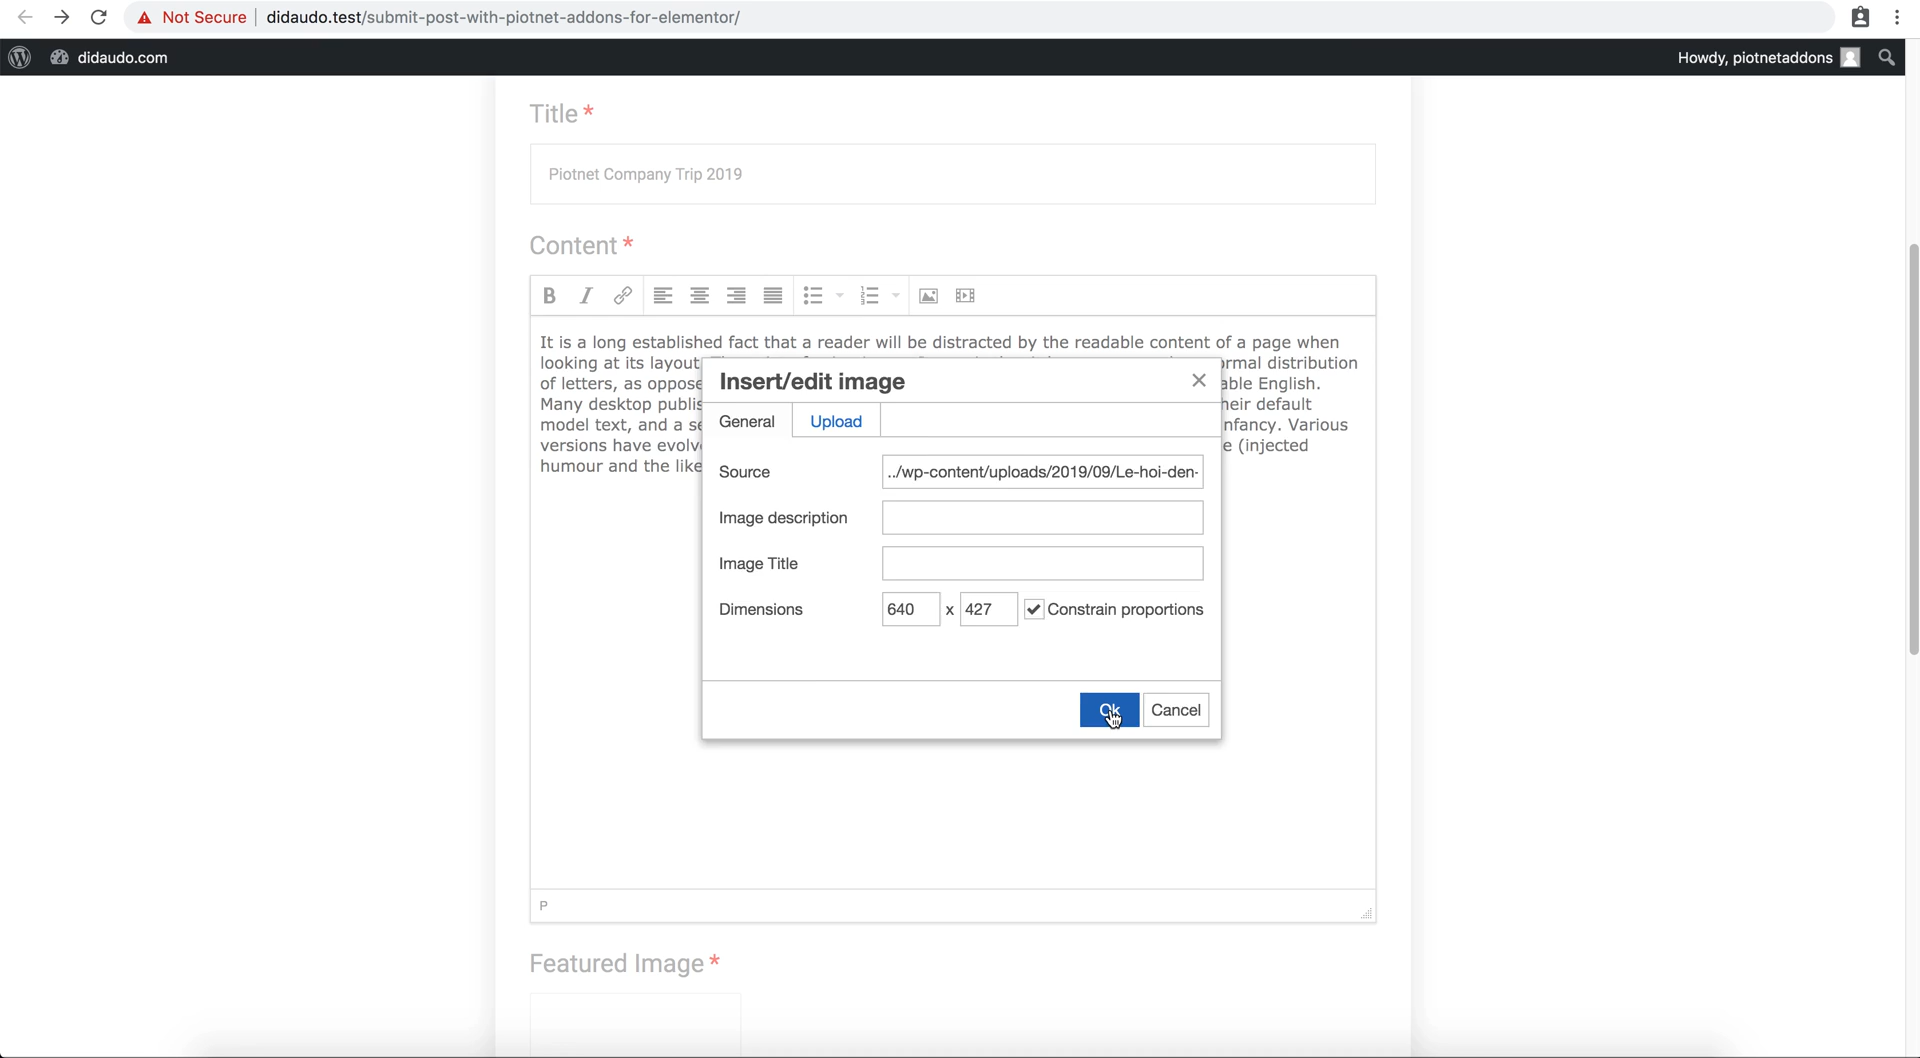 Not Secure didaudo.test/submit-post-with-piotnet-addons-for-elementor/
didaudo.com Howdy, piotnetaddons
Title *
Piotnet Company Trip 2019
Content *
It is a long established fact that a reader will be distracted by the readable content of a page when
looking at its layout ormal distribution
of letters, as oppose able English.
Many desktop publis heir default
model text, and a se nfancy. Various
versions have evolv e (injected
humour and the like
Insert/edit image
General Upload
Source ../wp-content/uploads/2019/09/Le-hoi-den-
Image description
Image Title
Dimensions 640 x 427 Constrain proportions
Ok Cancel
P
Featured Image *